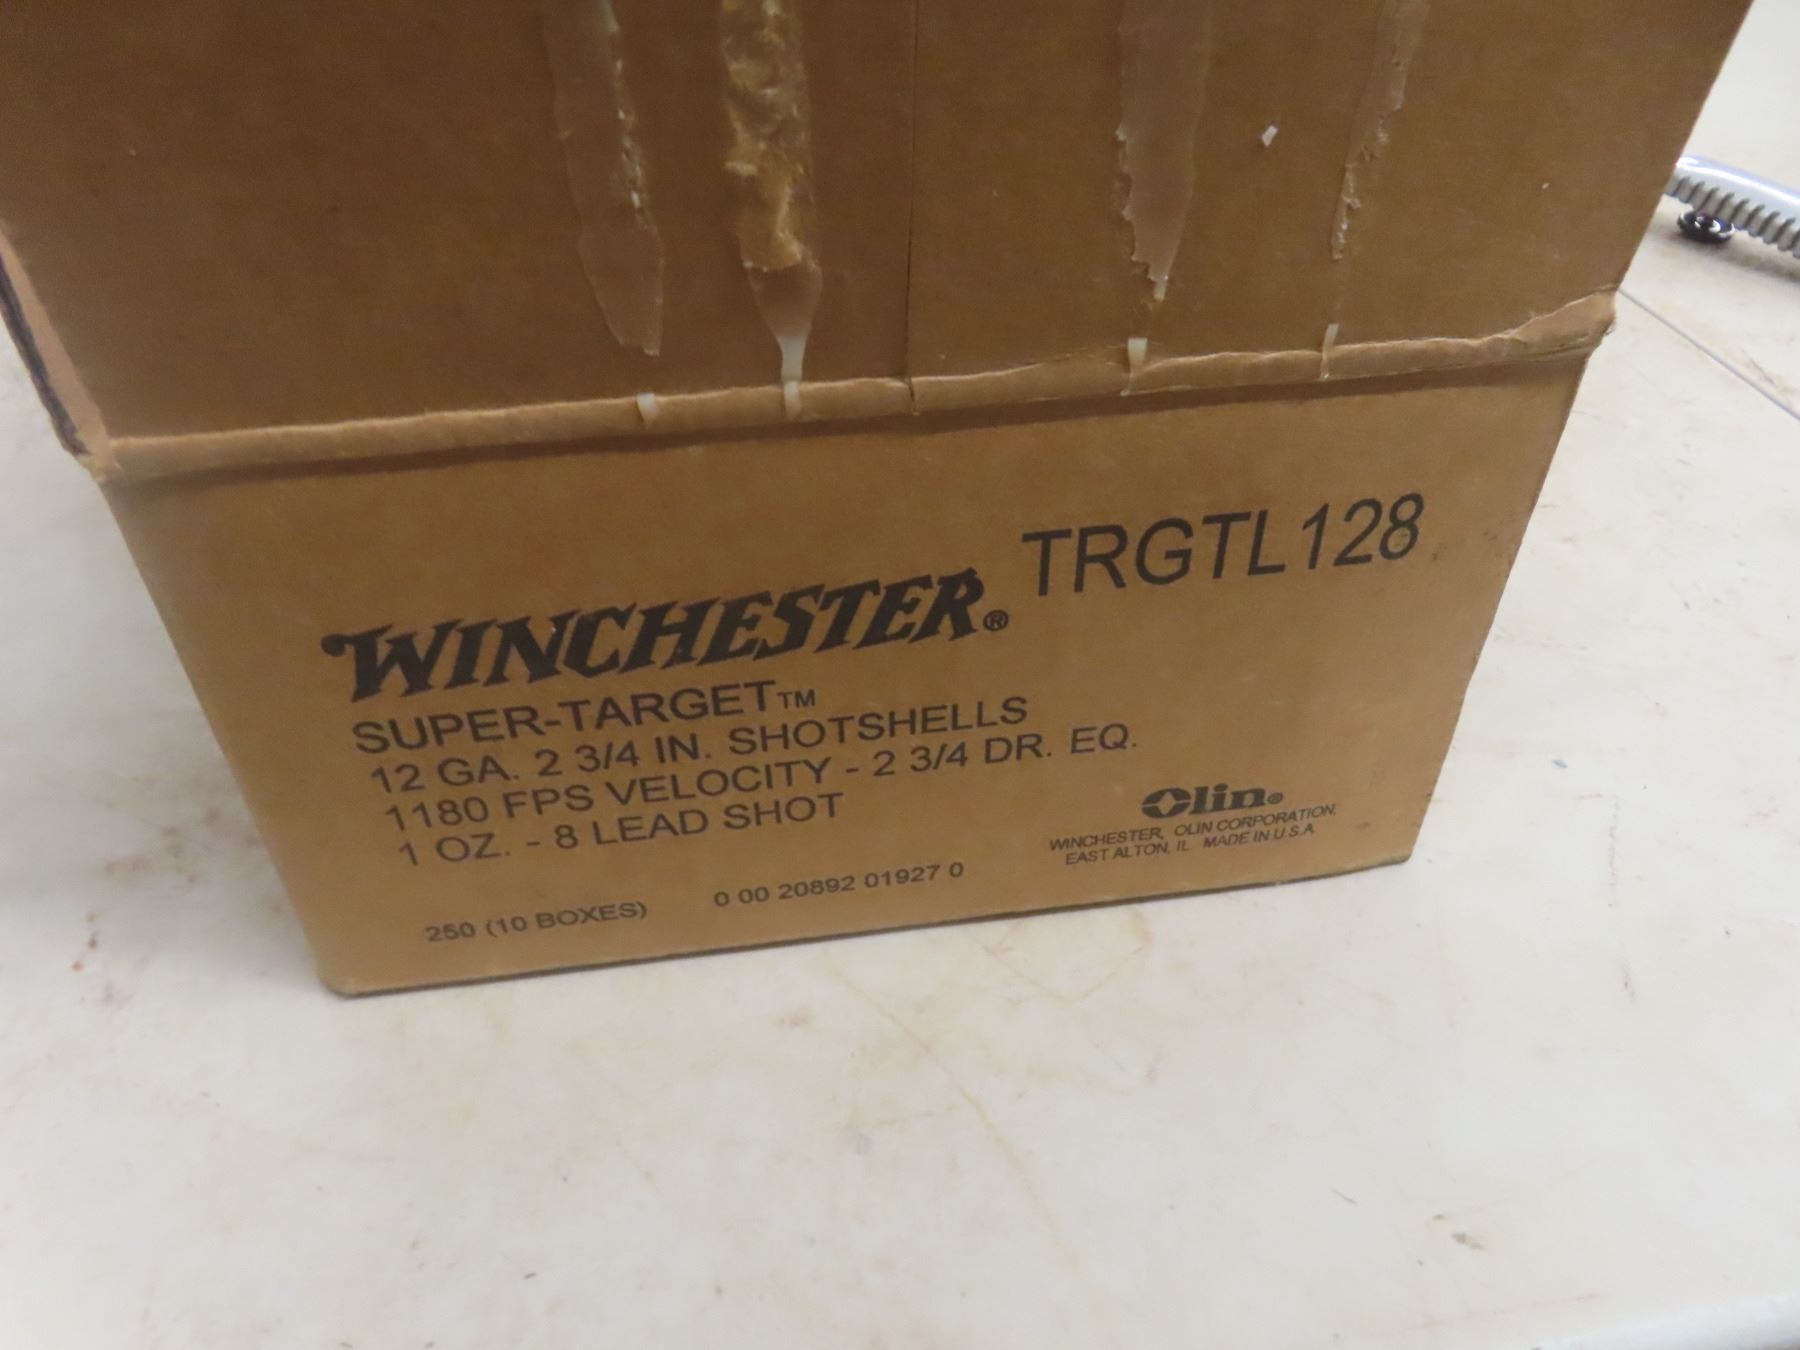 WINCHESTER® TRGTL128
SUPER-TARGET™
12 GA. 2 3/4 IN. SHOTSHELLS
1180 FPS VELOCITY - 2 3/4 DR. EQ.
1 OZ. - 8 LEAD SHOT
250 (10 BOXES)
0 00 20892 01927 0
Olin®
WINCHESTER, OLIN CORPORATION,
EAST ALTON, IL MADE IN U.S.A.